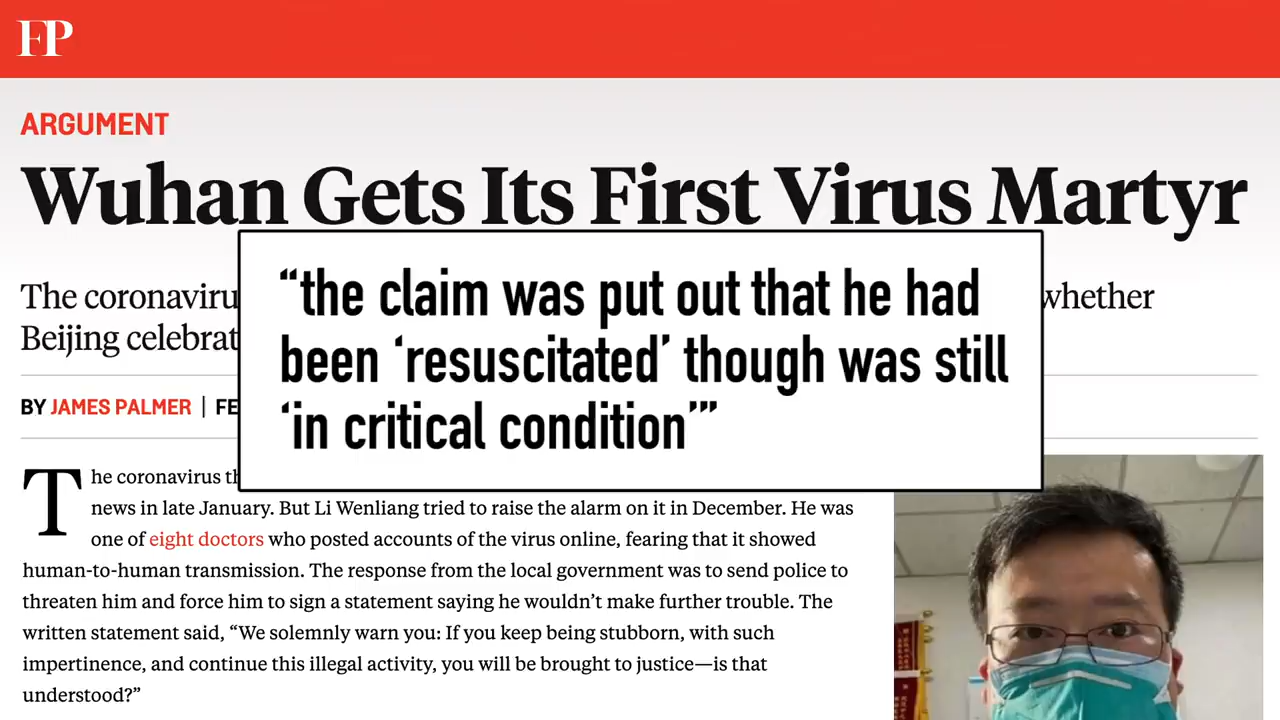 FP
ARGUMENT
Wuhan Gets Its First Virus Martyr
The coronaviru whether
Beijing celebrat
“the claim was put out that he had
been ‘resuscitated’ though was still
‘in critical condition’”
BY JAMES PALMER | FE
The coronavirus th
news in late January. But Li Wenliang tried to raise the alarm on it in December. He was
one of eight doctors who posted accounts of the virus online, fearing that it showed
human-to-human transmission. The response from the local government was to send police to
threaten him and force him to sign a statement saying he wouldn’t make further trouble. The
written statement said, “We solemnly warn you: If you keep being stubborn, with such
impertinence, and continue this illegal activity, you will be brought to justice—is that
understood?”